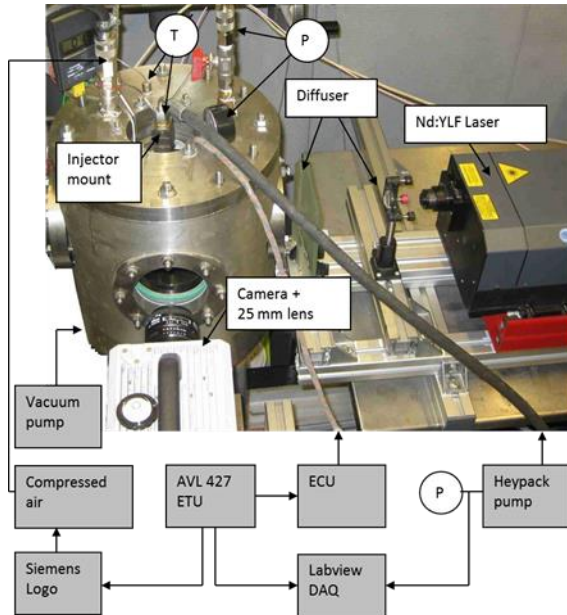 T
P
Diffuser
Nd:YLF Laser
Injector
mount
Camera +
25 mm lens
Vacuum
pump
Compressed
air
AVL 427
ETU
ECU
P
Heypack
pump
Siemens
Logo
Labview
DAQ